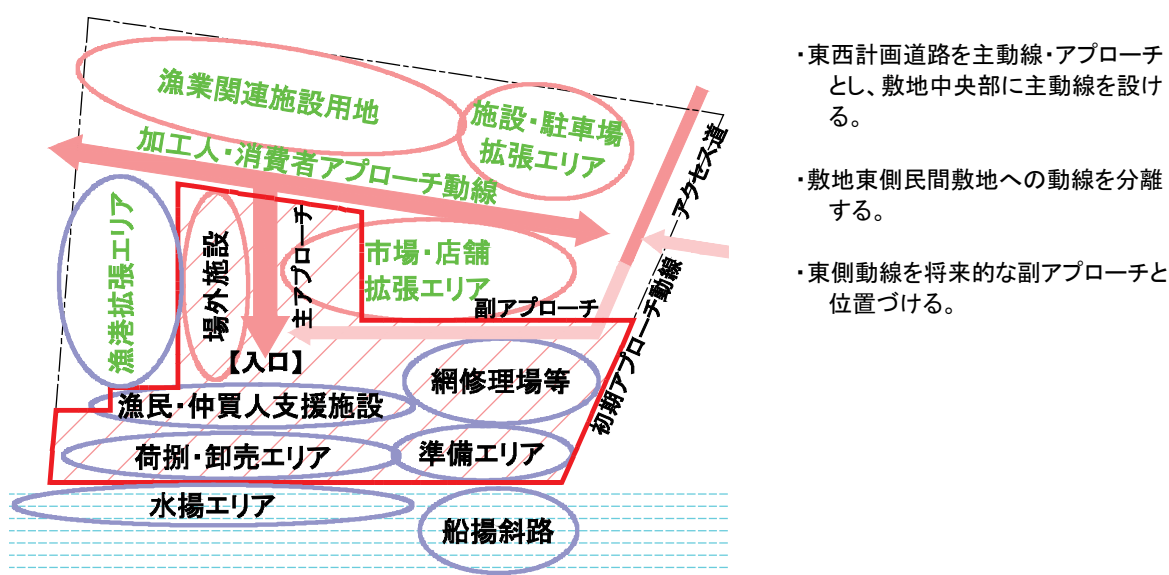 漁業関連施設用地
施設・駐車場
拡張エリア
加工人・消費者アプローチ動線
アクセス道
漁港拡張エリア
場外施設
主アプローチ
市場・店舗
拡張エリア
副アプローチ
初期アプローチ動線
【入口】
網修理場等
漁民・仲買人支援施設
荷捌・卸売エリア
準備エリア
水揚エリア
船揚斜路
・東西計画道路を主動線・アプローチ
とし、敷地中央部に主動線を設け
る。
・敷地東側民間敷地への動線を分離
する。
・東側動線を将来的な副アプローチと
位置づける。